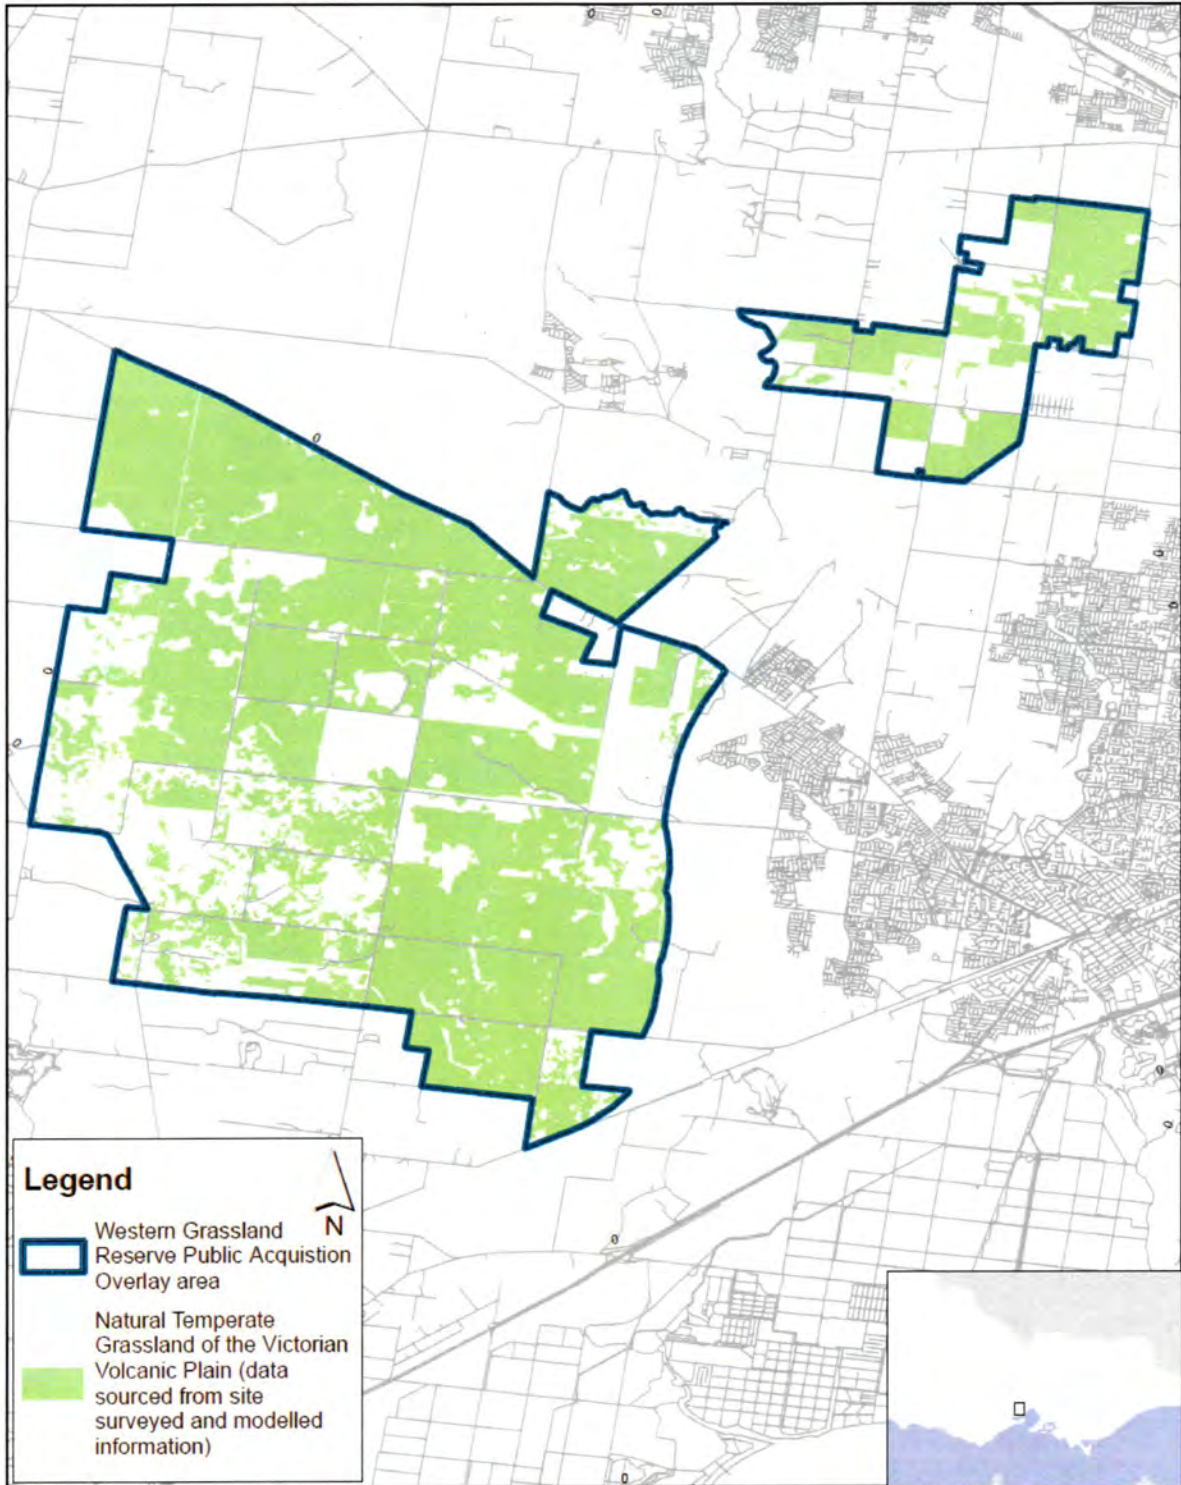 Legend
N
Western Grassland
Reserve Public Acquistion
Overlay area
Natural Temperate
Grassland of the Victorian
Volcanic Plain (data
sourced from site
surveyed and modelled
information)